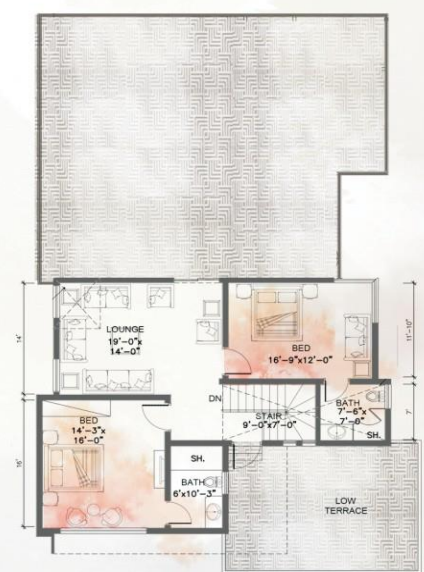 14'
LOUNGE
19'-0"x
14'-0"
BED
16'-9"x12'-0"
11'-10"
DN
STAIR
9'-0"x7'-0"
BATH
7'-6"x
7'-0"
SH.
7'
BED
14'-3"x
16'-0"
16'
SH.
BATH
6'x10'-3"
LOW
TERRACE